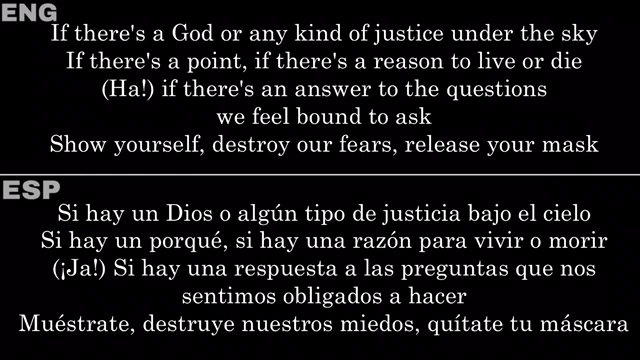 ENG
If there's a God or any kind of justice under the sky
If there's a point, if there's a reason to live or die
(Ha!) if there's an answer to the questions
we feel bound to ask
Show yourself, destroy our fears, release your mask
ESP
Si hay un Dios o algún tipo de justicia bajo el cielo
Si hay un porqué, si hay una razón para vivir o morir
(¡Ja!) Si hay una respuesta a las preguntas que nos
sentimos obligados a hacer
Muéstrate, destruye nuestros miedos, quítate tu máscara